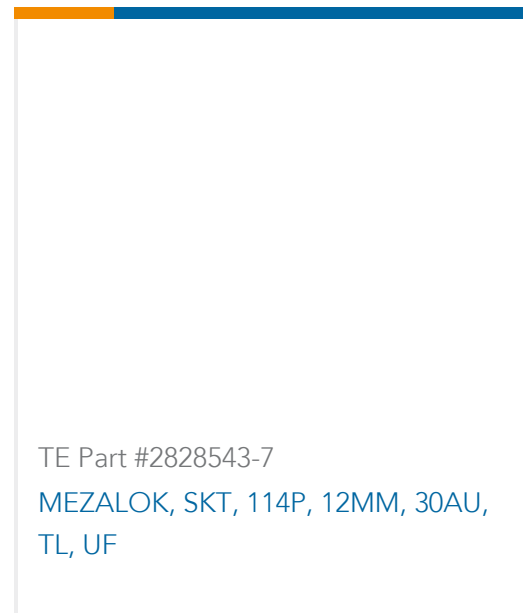 TE Part #2828543-7
MEZALOK, SKT, 114P, 12MM, 30AU,
TL, UF